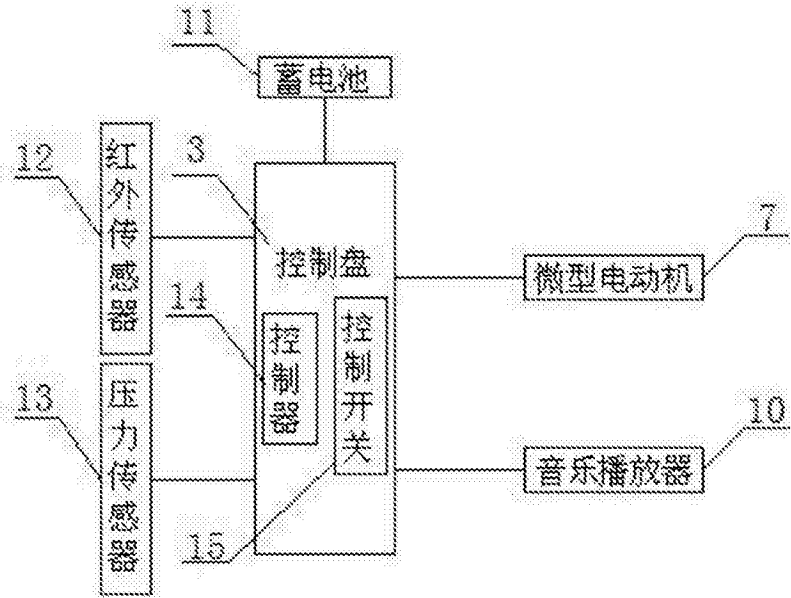 11
蓄电池
12
红外传感器
3
控制盘
7
微型电动机
14
控制器
控制开关
13
压力传感器
10
音乐播放器
15